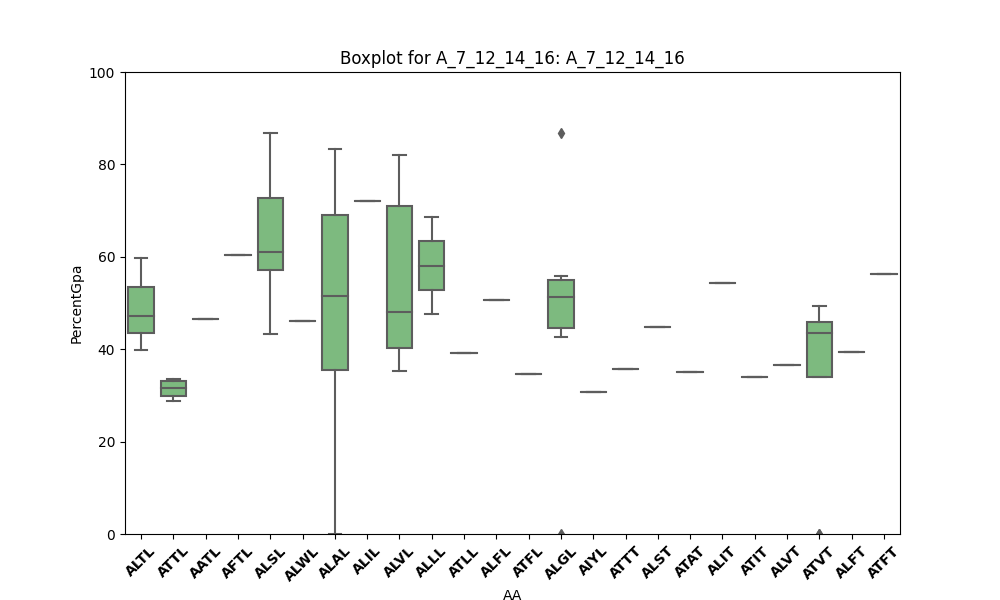 Boxplot for A_7_12_14_16: A_7_12_14_16
PercentGpa
100
80
60
40
20
0
ALTL ATTL AATL AFTL ALSL ALWL ALAL ALIL ALVL ALLL ATLL ALFL ATFL ALGL AIYL ATTT ALST ATAT ALIT ATIT ALVT ATVT ALFT ATFT
AA